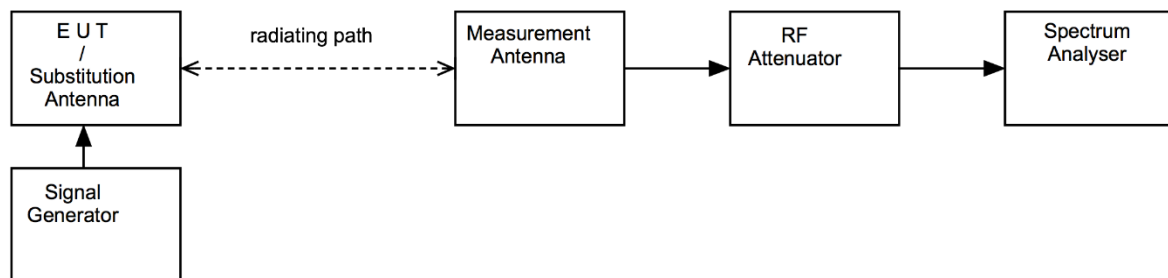 E U T
/
Substitution
Antenna
radiating path
Measurement
Antenna
RF
Attenuator
Spectrum
Analyser
Signal
Generator